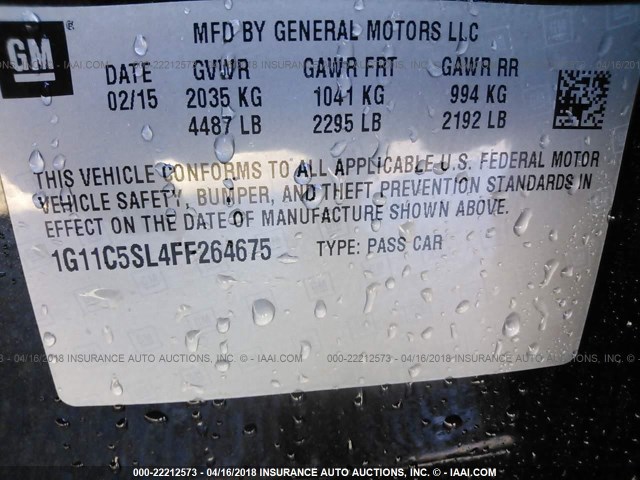 GM
®
MFD BY GENERAL MOTORS LLC
DATE GVWR GAWR FRT GAWR RR
02/15 2035 KG 1041 KG 994 KG
4487 LB 2295 LB 2192 LB
THIS VEHICLE CONFORMS TO ALL APPLICABLE U.S. FEDERAL MOTOR
VEHICLE SAFETY, BUMPER, AND THEFT PREVENTION STANDARDS IN
EFFECT ON THE DATE OF MANUFACTURE SHOWN ABOVE.
1G11C5SL4FF264675 TYPE: PASS CAR
000-22212573 - 04/16/2018 INSURANCE AUTO AUCTIONS, INC. © - IAAI.COM